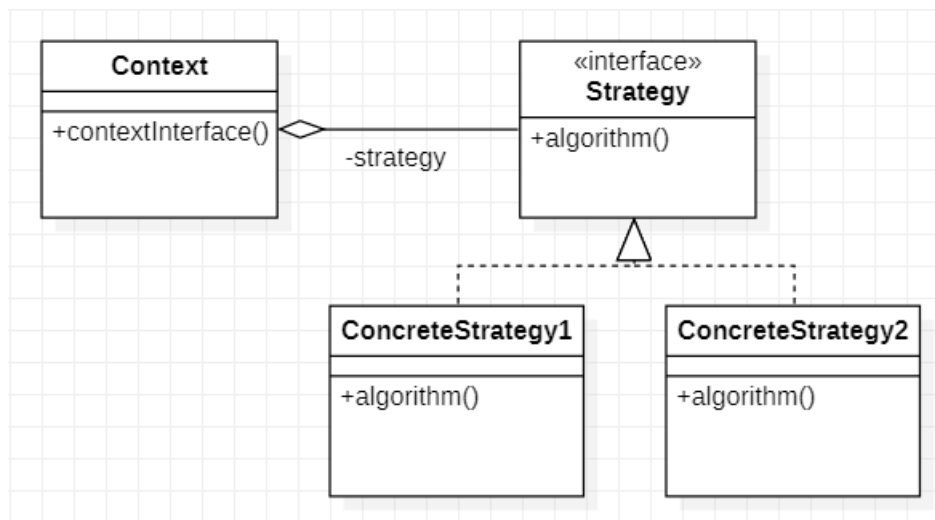 Context
+contextInterface()
-strategy
«interface»
Strategy
+algorithm()
ConcreteStrategy1
+algorithm()
ConcreteStrategy2
+algorithm()